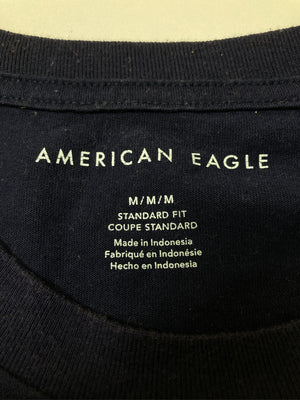 AMERICAN EAGLE
M/M/M
STANDARD FIT
COUPE STANDARD
Made in Indonesia
Fabriqué en Indonésie
Hecho en Indonesia